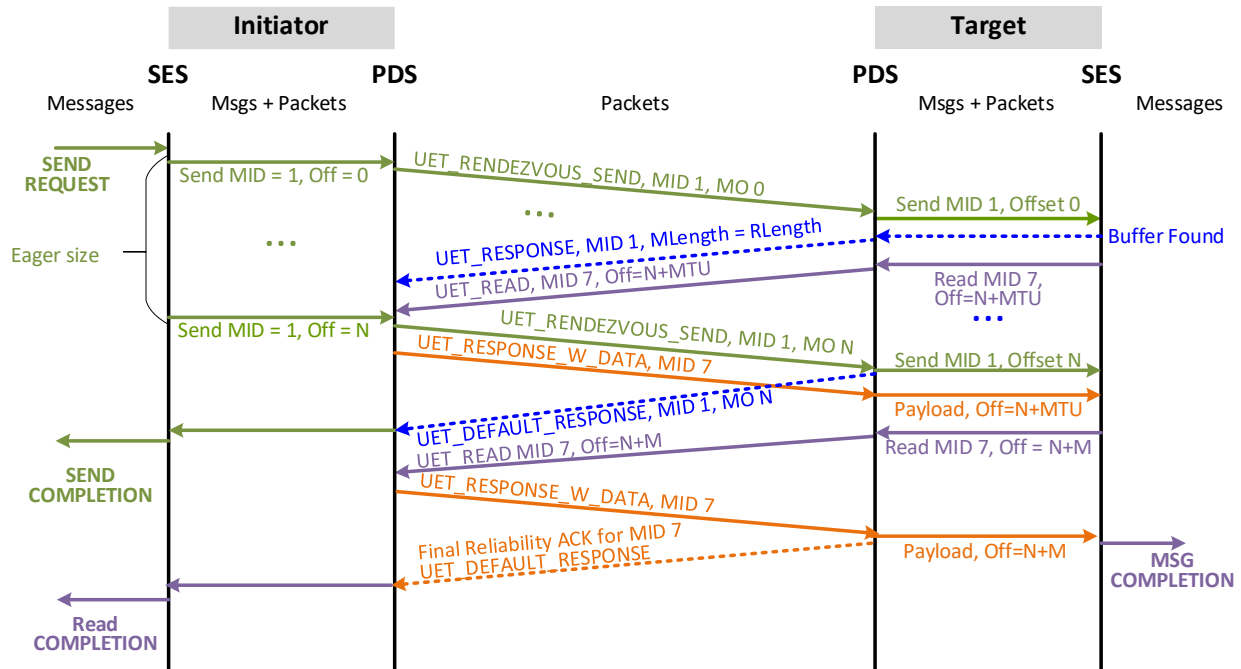 Initiator
Target
SES
PDS
PDS
SES
Messages
Msgs + Packets
Packets
Msgs + Packets
Messages
SEND
REQUEST
Send MID = 1, Off = 0
UET_RENDEZVOUS_SEND, MID 1, MO 0
Send MID 1, Offset 0
...
...
Eager size
UET_RESPONSE, MID 1, MLength = RLength
Buffer Found
UET_READ, MID 7, Off=N+MTU
Read MID 7,
Off=N+MTU
...
Send MID = 1, Off = N
UET_RENDEZVOUS_SEND, MID 1, MO N
Send MID 1, Offset N
UET_RESPONSE_W_DATA, MID 7
Payload, Off=N+MTU
UET_DEFAULT_RESPONSE, MID 1, MO N
SEND
COMPLETION
UET_READ MID 7, Off=N+M
Read MID 7, Off = N+M
UET_RESPONSE_W_DATA, MID 7
Payload, Off=N+M
Final Reliability ACK for MID 7
UET_DEFAULT_RESPONSE
MSG
COMPLETION
Read
COMPLETION